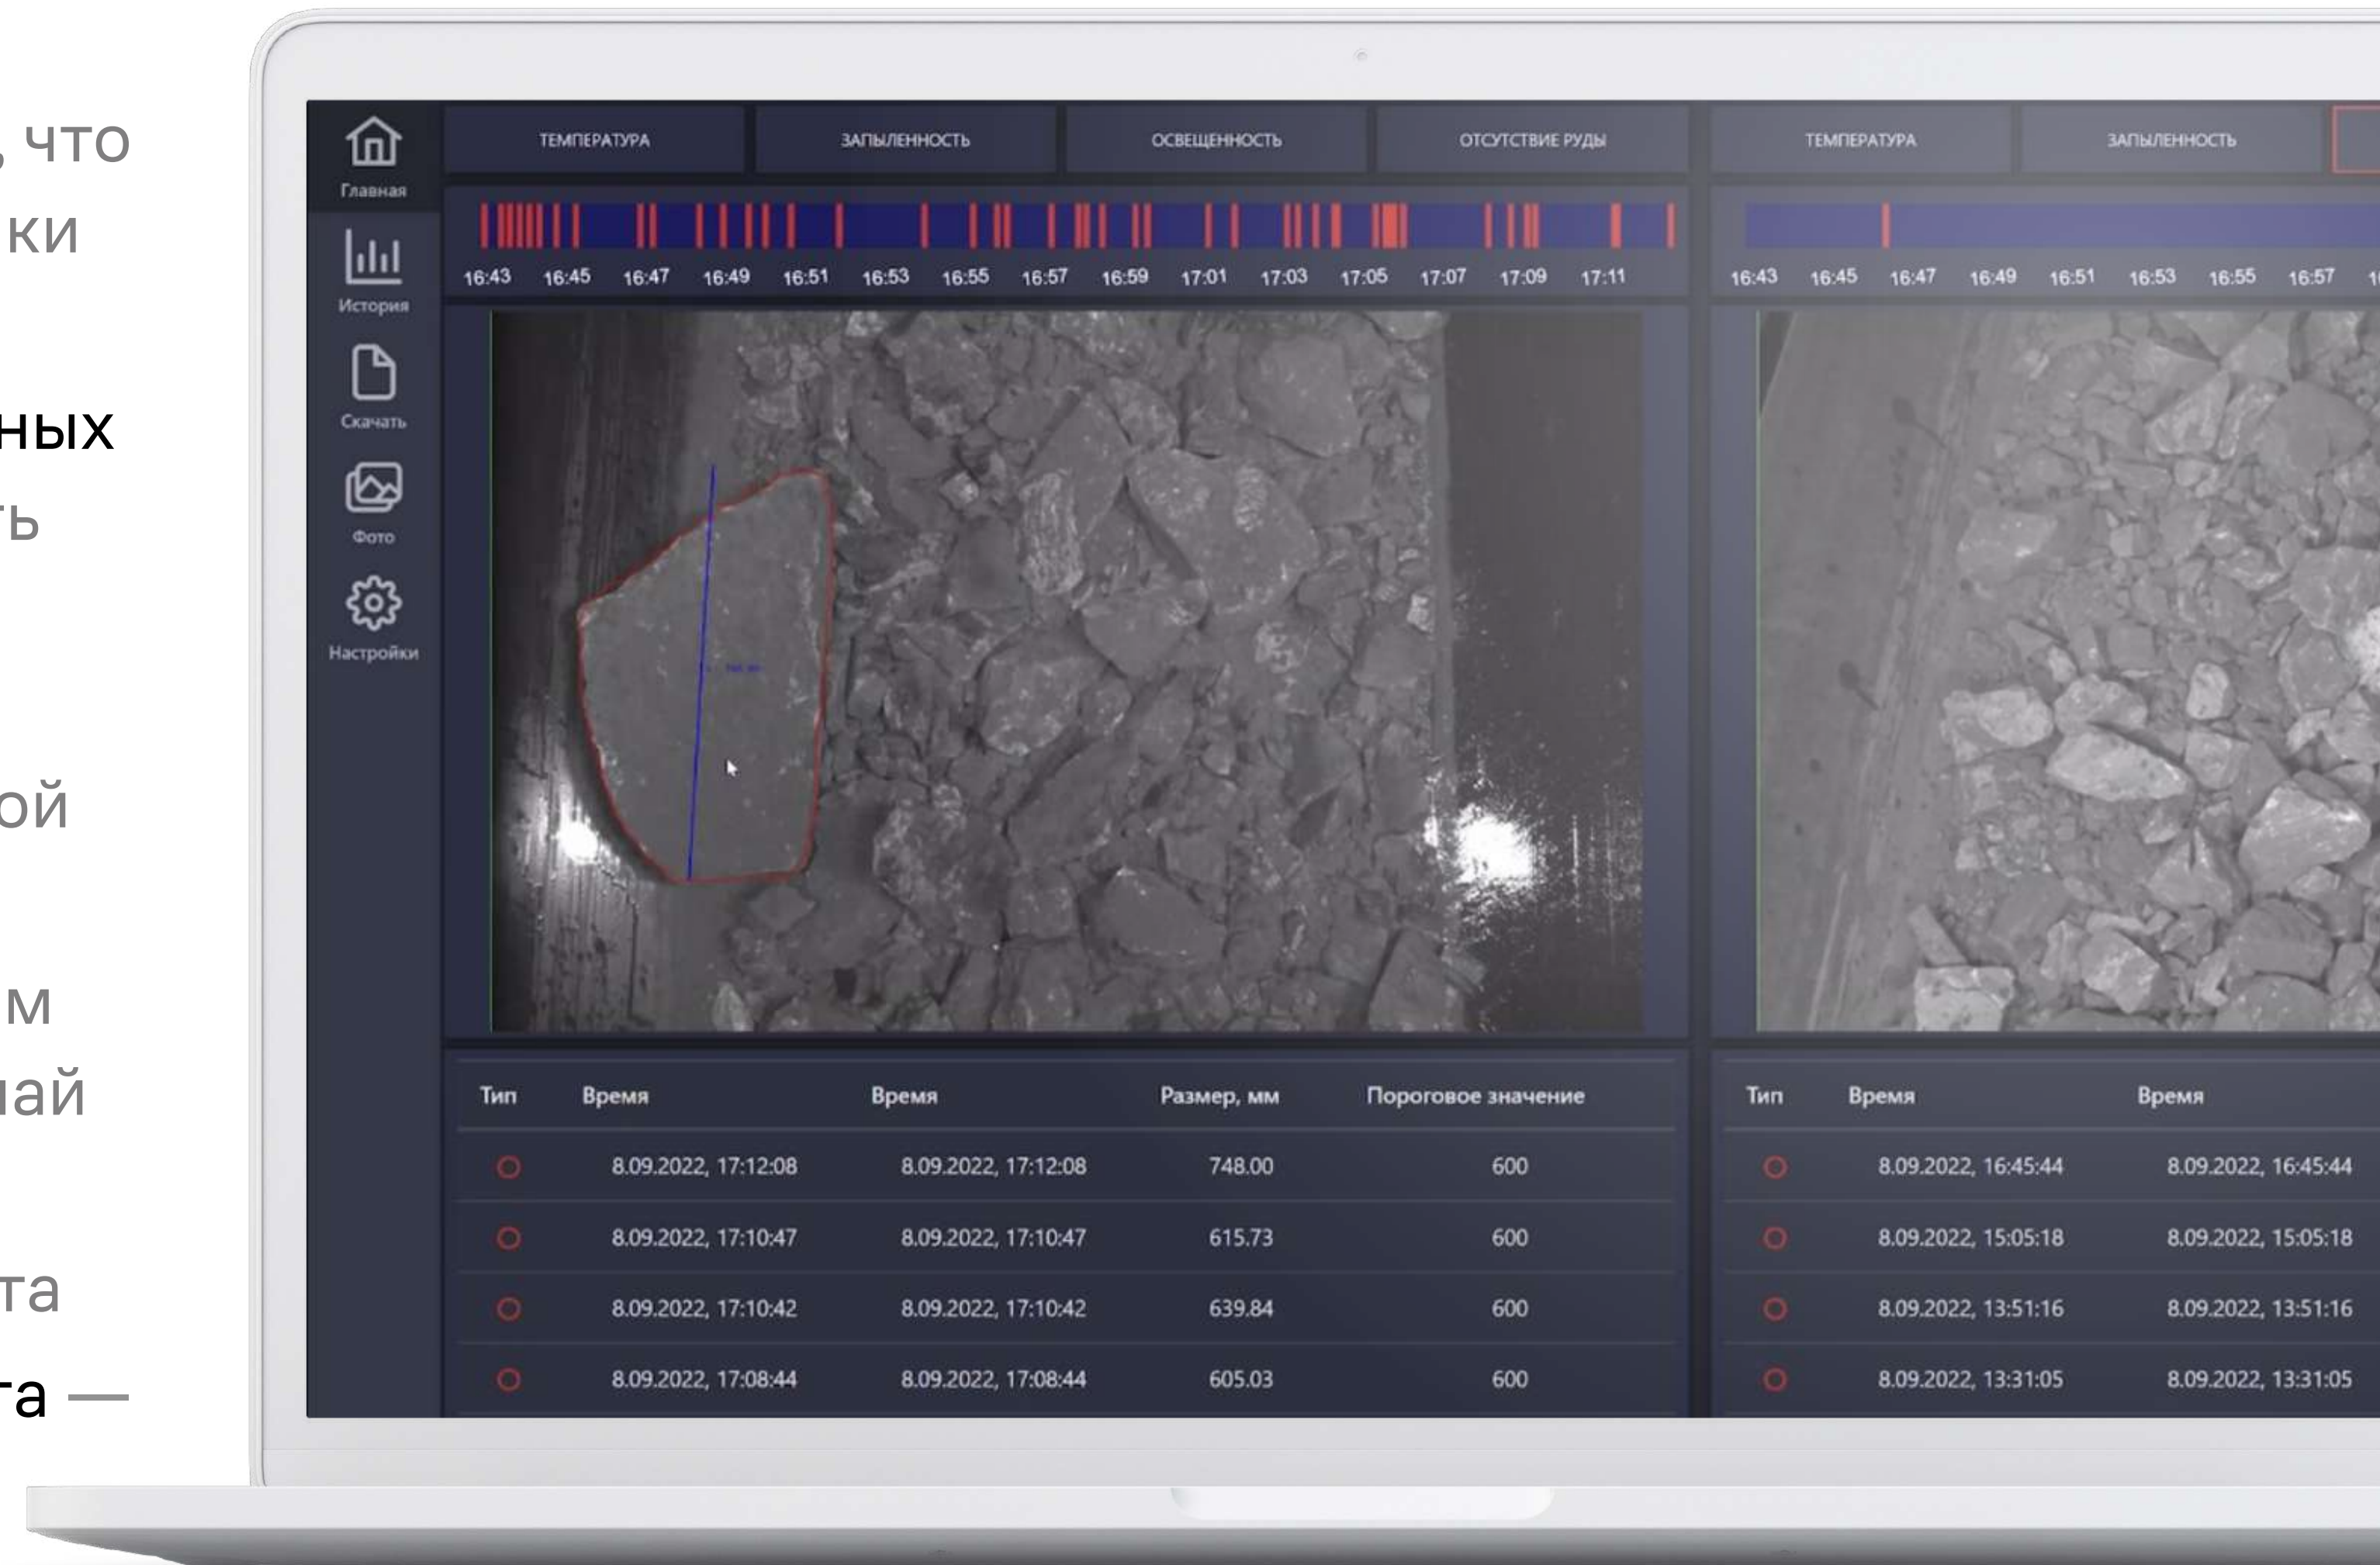 , что
ки
ных
ть
ой
м
чай
та
та —
Главная
История
Скачать
Фото
Настройки
ТЕМПЕРАТУРА ЗАПЫЛЕННОСТЬ ОСВЕЩЕННОСТЬ ОТСУТСТВИЕ РУДЫ
16:43 16:45 16:47 16:49 16:51 16:53 16:55 16:57 16:59 17:01 17:03 17:05 17:07 17:09 17:11
Тип Время Время Размер, мм Пороговое значение
8.09.2022, 17:12:08 8.09.2022, 17:12:08 748.00 600
8.09.2022, 17:10:47 8.09.2022, 17:10:47 615.73 600
8.09.2022, 17:10:42 8.09.2022, 17:10:42 639.84 600
8.09.2022, 17:08:44 8.09.2022, 17:08:44 605.03 600
ТЕМПЕРАТУРА ЗАПЫЛЕННОСТЬ
16:43 16:45 16:47 16:49 16:51 16:53 16:55 16:57
Тип Время Время
8.09.2022, 16:45:44 8.09.2022, 16:45:44
8.09.2022, 15:05:18 8.09.2022, 15:05:18
8.09.2022, 13:51:16 8.09.2022, 13:51:16
8.09.2022, 13:31:05 8.09.2022, 13:31:05